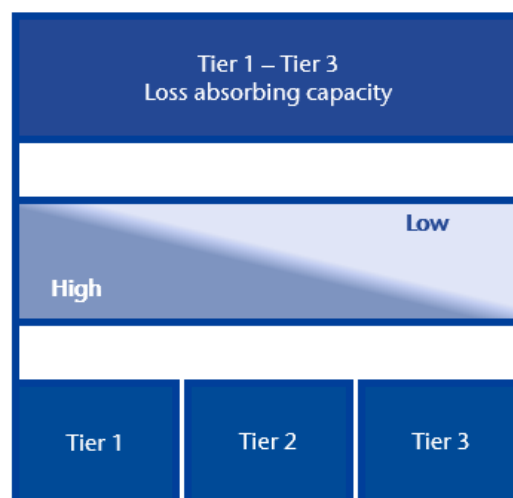 Tier 1 – Tier 3
Loss absorbing capacity
Low
High
Tier 1
Tier 2
Tier 3